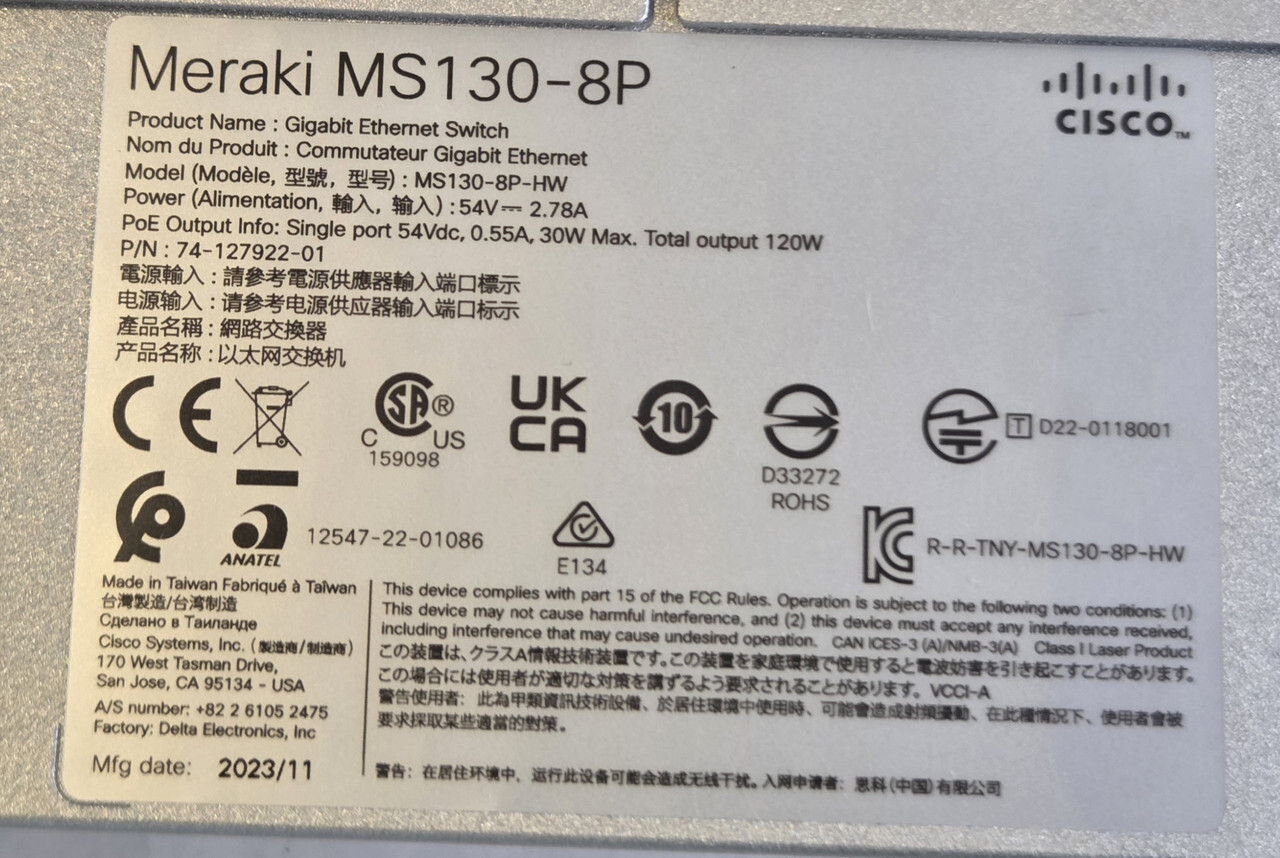 Meraki MS130-8P
CISCO™
Product Name : Gigabit Ethernet Switch
Nom du Produit : Commutateur Gigabit Ethernet
Model (Modèle, 型號, 型号) : MS130-8P-HW
Power (Alimentation, 輸入, 输入) : 54V⎓ 2.78A
PoE Output Info: Single port 54Vdc, 0.55A, 30W Max. Total output 120W
P/N : 74-127922-01
電源輸入 : 請參考電源供應器輸入端口標示
电源输入 : 请参考电源供应器输入端口标示
產品名稱 : 網路交換器
产品名称 : 以太网交换机
CE
SA®
C US
159098
UK
CA
10
D33272
ROHS
T D22-0118001
ANATEL
12547-22-01086
E134
R-R-TNY-MS130-8P-HW
Made in Taiwan Fabriqué à Taïwan
台灣製造/台湾制造
Сделано в Таиланде
Cisco Systems, Inc. (製造商/制造商)
170 West Tasman Drive,
San Jose, CA 95134 - USA
A/S number: +82 2 6105 2475
Factory: Delta Electronics, Inc
Mfg date: 2023/11
This device complies with part 15 of the FCC Rules. Operation is subject to the following two conditions: (1)
This device may not cause harmful interference, and (2) this device must accept any interference received,
including interference that may cause undesired operation. CAN ICES-3 (A)/NMB-3(A) Class I Laser Product
この装置は、クラスA情報技術装置です。この装置を家庭環境で使用すると電波妨害を引き起こすことがあります。
この場合には使用者が適切な対策を講ずるよう要求されることがあります。 VCCI-A
警告使用者: 此為甲類資訊技術設備、於居住環境中使用時、可能會造成射頻擾動、在此種情況下、使用者會被
要求採取某些適當的對策。
警告: 在居住环境中、运行此设备可能会造成无线干扰。入网申请者: 思科(中国)有限公司